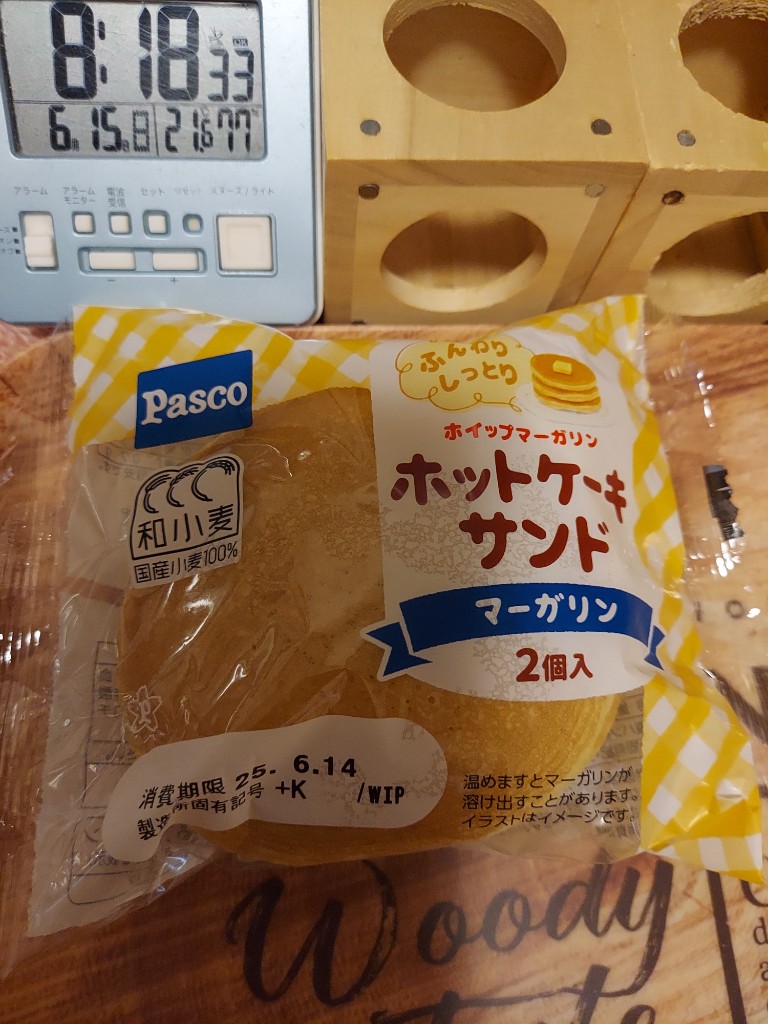 8:18 33
6月15日 日 21.6 77%
アラーム
アラーム
モニター
電波
受信
セット
リセット
スヌーズ/ライト
－
＋
Pasco
和小麦
国産小麦100%
ふんわり
しっとり
ホイップマーガリン
ホットケーキ
サンド
マーガリン
2個入
消費期限 25. 6.14
製造所固有記号 +K /WIP
温めますとマーガリンが
溶け出すことがあります。
イラストはイメージです。
Woody